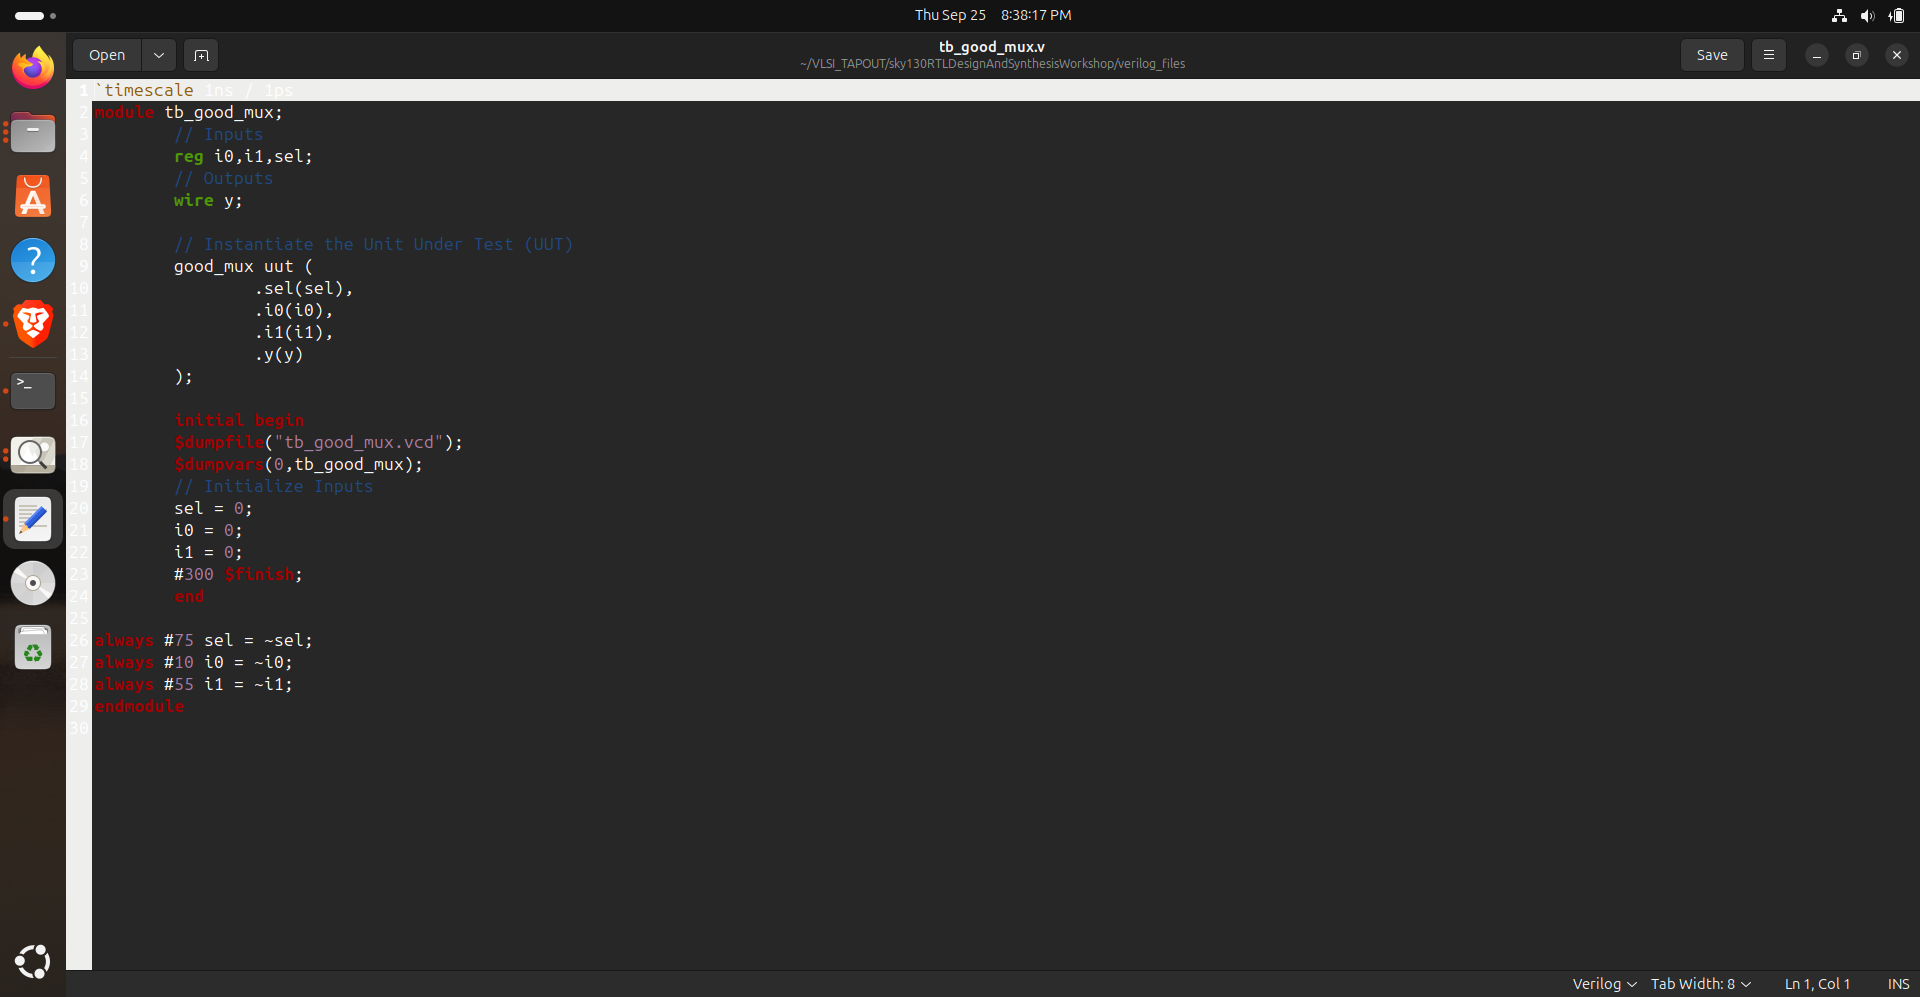 Thu Sep 25 8:38:17 PM
Open
tb_good_mux.v
~/VLSI_TAPOUT/sky130RTLDesignAndSynthesisWorkshop/verilog_files
Save
1 `timescale 1ns / 1ps
2 module tb_good_mux;
3 // Inputs
4 reg i0,i1,sel;
5 // Outputs
6 wire y;
7
8 // Instantiate the Unit Under Test (UUT)
9 good_mux uut (
10 .sel(sel),
11 .i0(i0),
12 .i1(i1),
13 .y(y)
14 );
15
16 initial begin
17 $dumpfile("tb_good_mux.vcd");
18 $dumpvars(0,tb_good_mux);
19 // Initialize Inputs
20 sel = 0;
21 i0 = 0;
22 i1 = 0;
23 #300 $finish;
24 end
25
26 always #75 sel = ~sel;
27 always #10 i0 = ~i0;
28 always #55 i1 = ~i1;
29 endmodule
30
Verilog Tab Width: 8 Ln 1, Col 1 INS